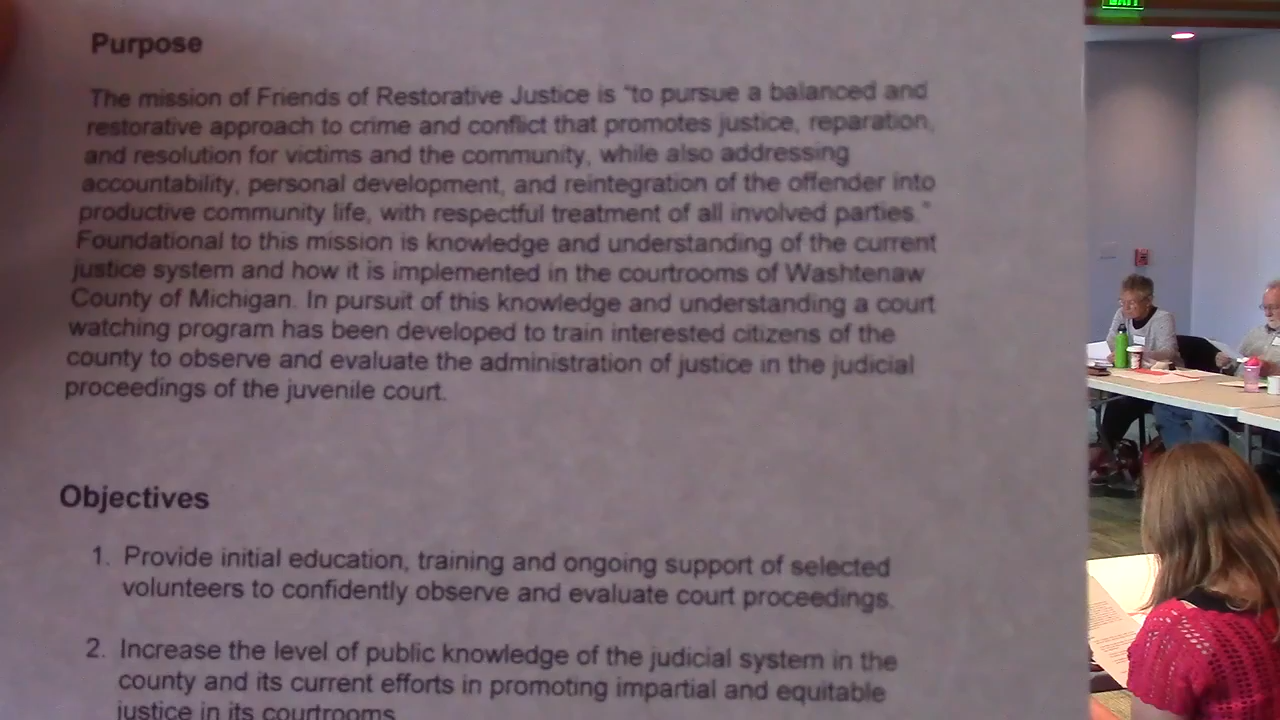 EXIT
Purpose
The mission of Friends of Restorative Justice is "to pursue a balanced and
restorative approach to crime and conflict that promotes justice, reparation,
and resolution for victims and the community, while also addressing
accountability, personal development, and reintegration of the offender into
productive community life, with respectful treatment of all involved parties."
Foundational to this mission is knowledge and understanding of the current
justice system and how it is implemented in the courtrooms of Washtenaw
County of Michigan. In pursuit of this knowledge and understanding a court
watching program has been developed to train interested citizens of the
county to observe and evaluate the administration of justice in the judicial
proceedings of the juvenile court.
Objectives
1. Provide initial education, training and ongoing support of selected
volunteers to confidently observe and evaluate court proceedings.
2. Increase the level of public knowledge of the judicial system in the
county and its current efforts in promoting impartial and equitable
justice in its courtrooms